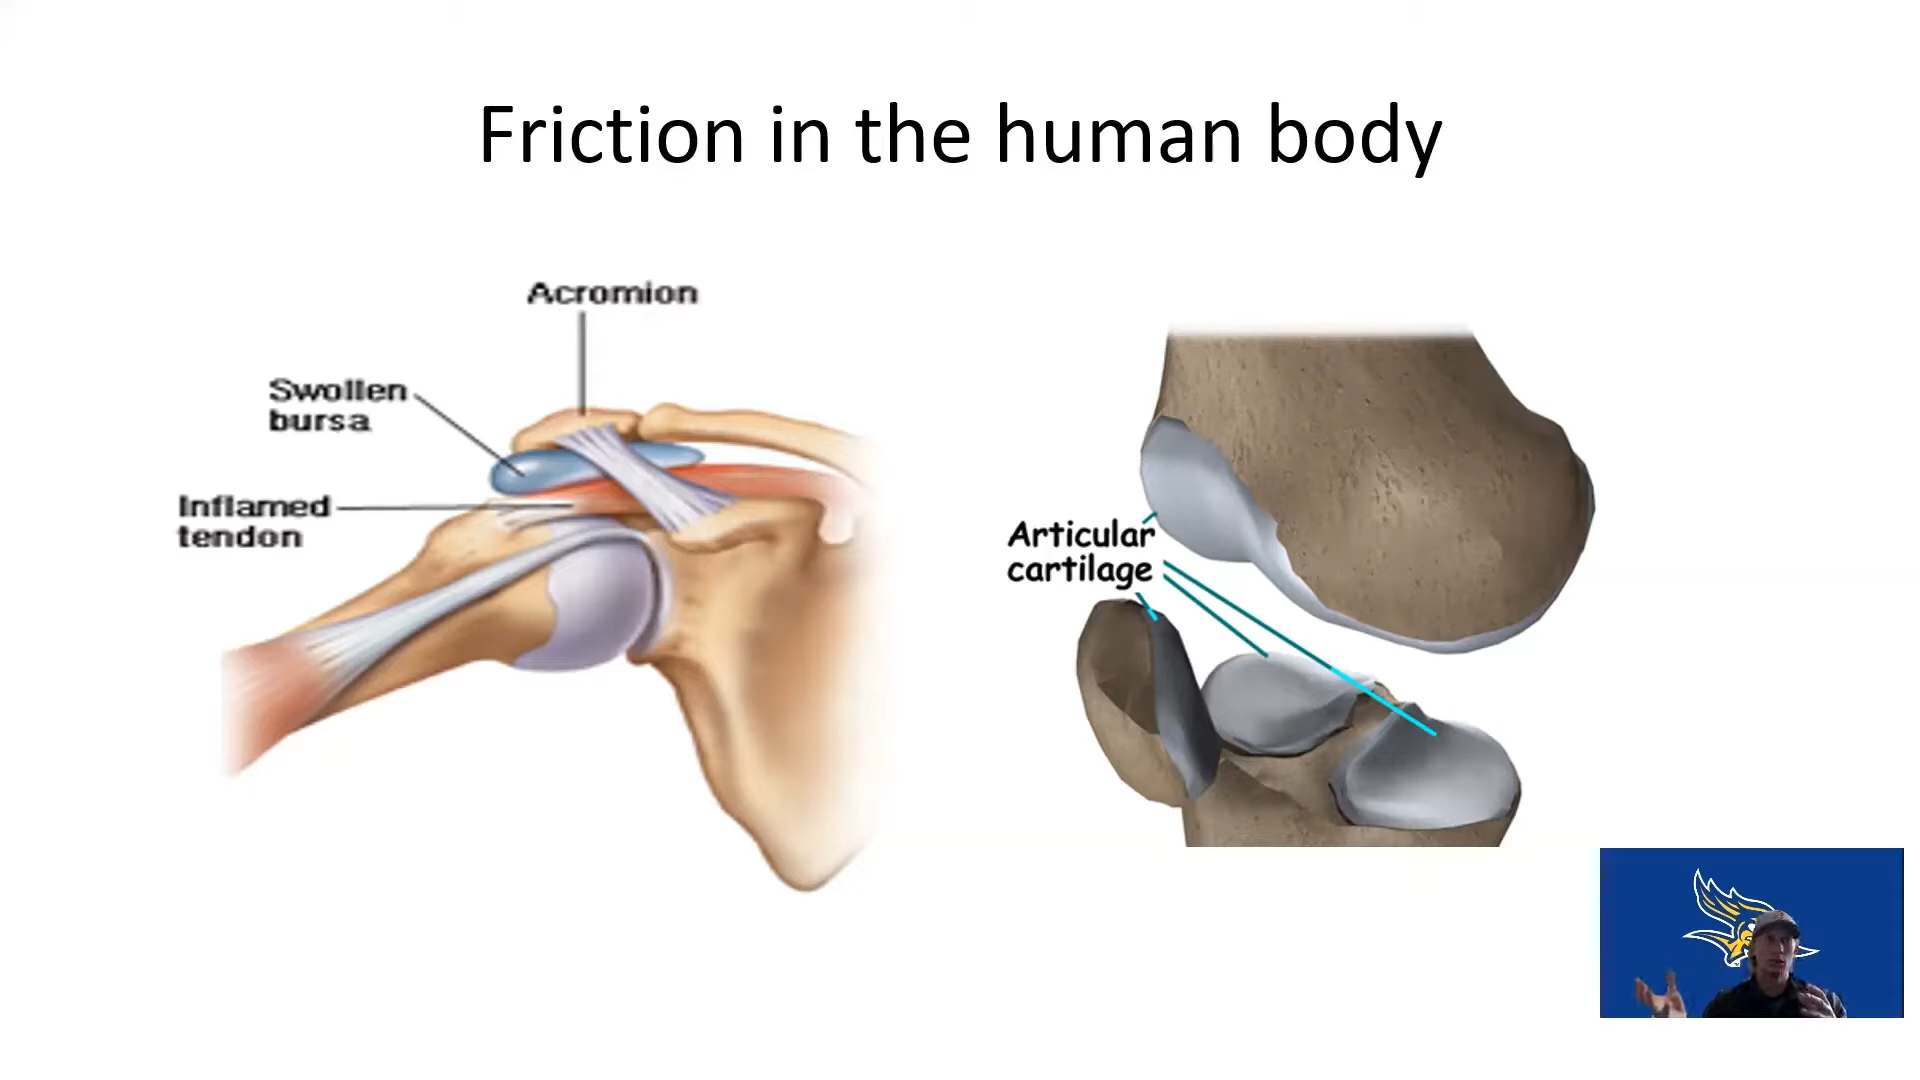 Friction in the human body
Acromion
Swollen
bursa
Inflamed
tendon
Articular
cartilage